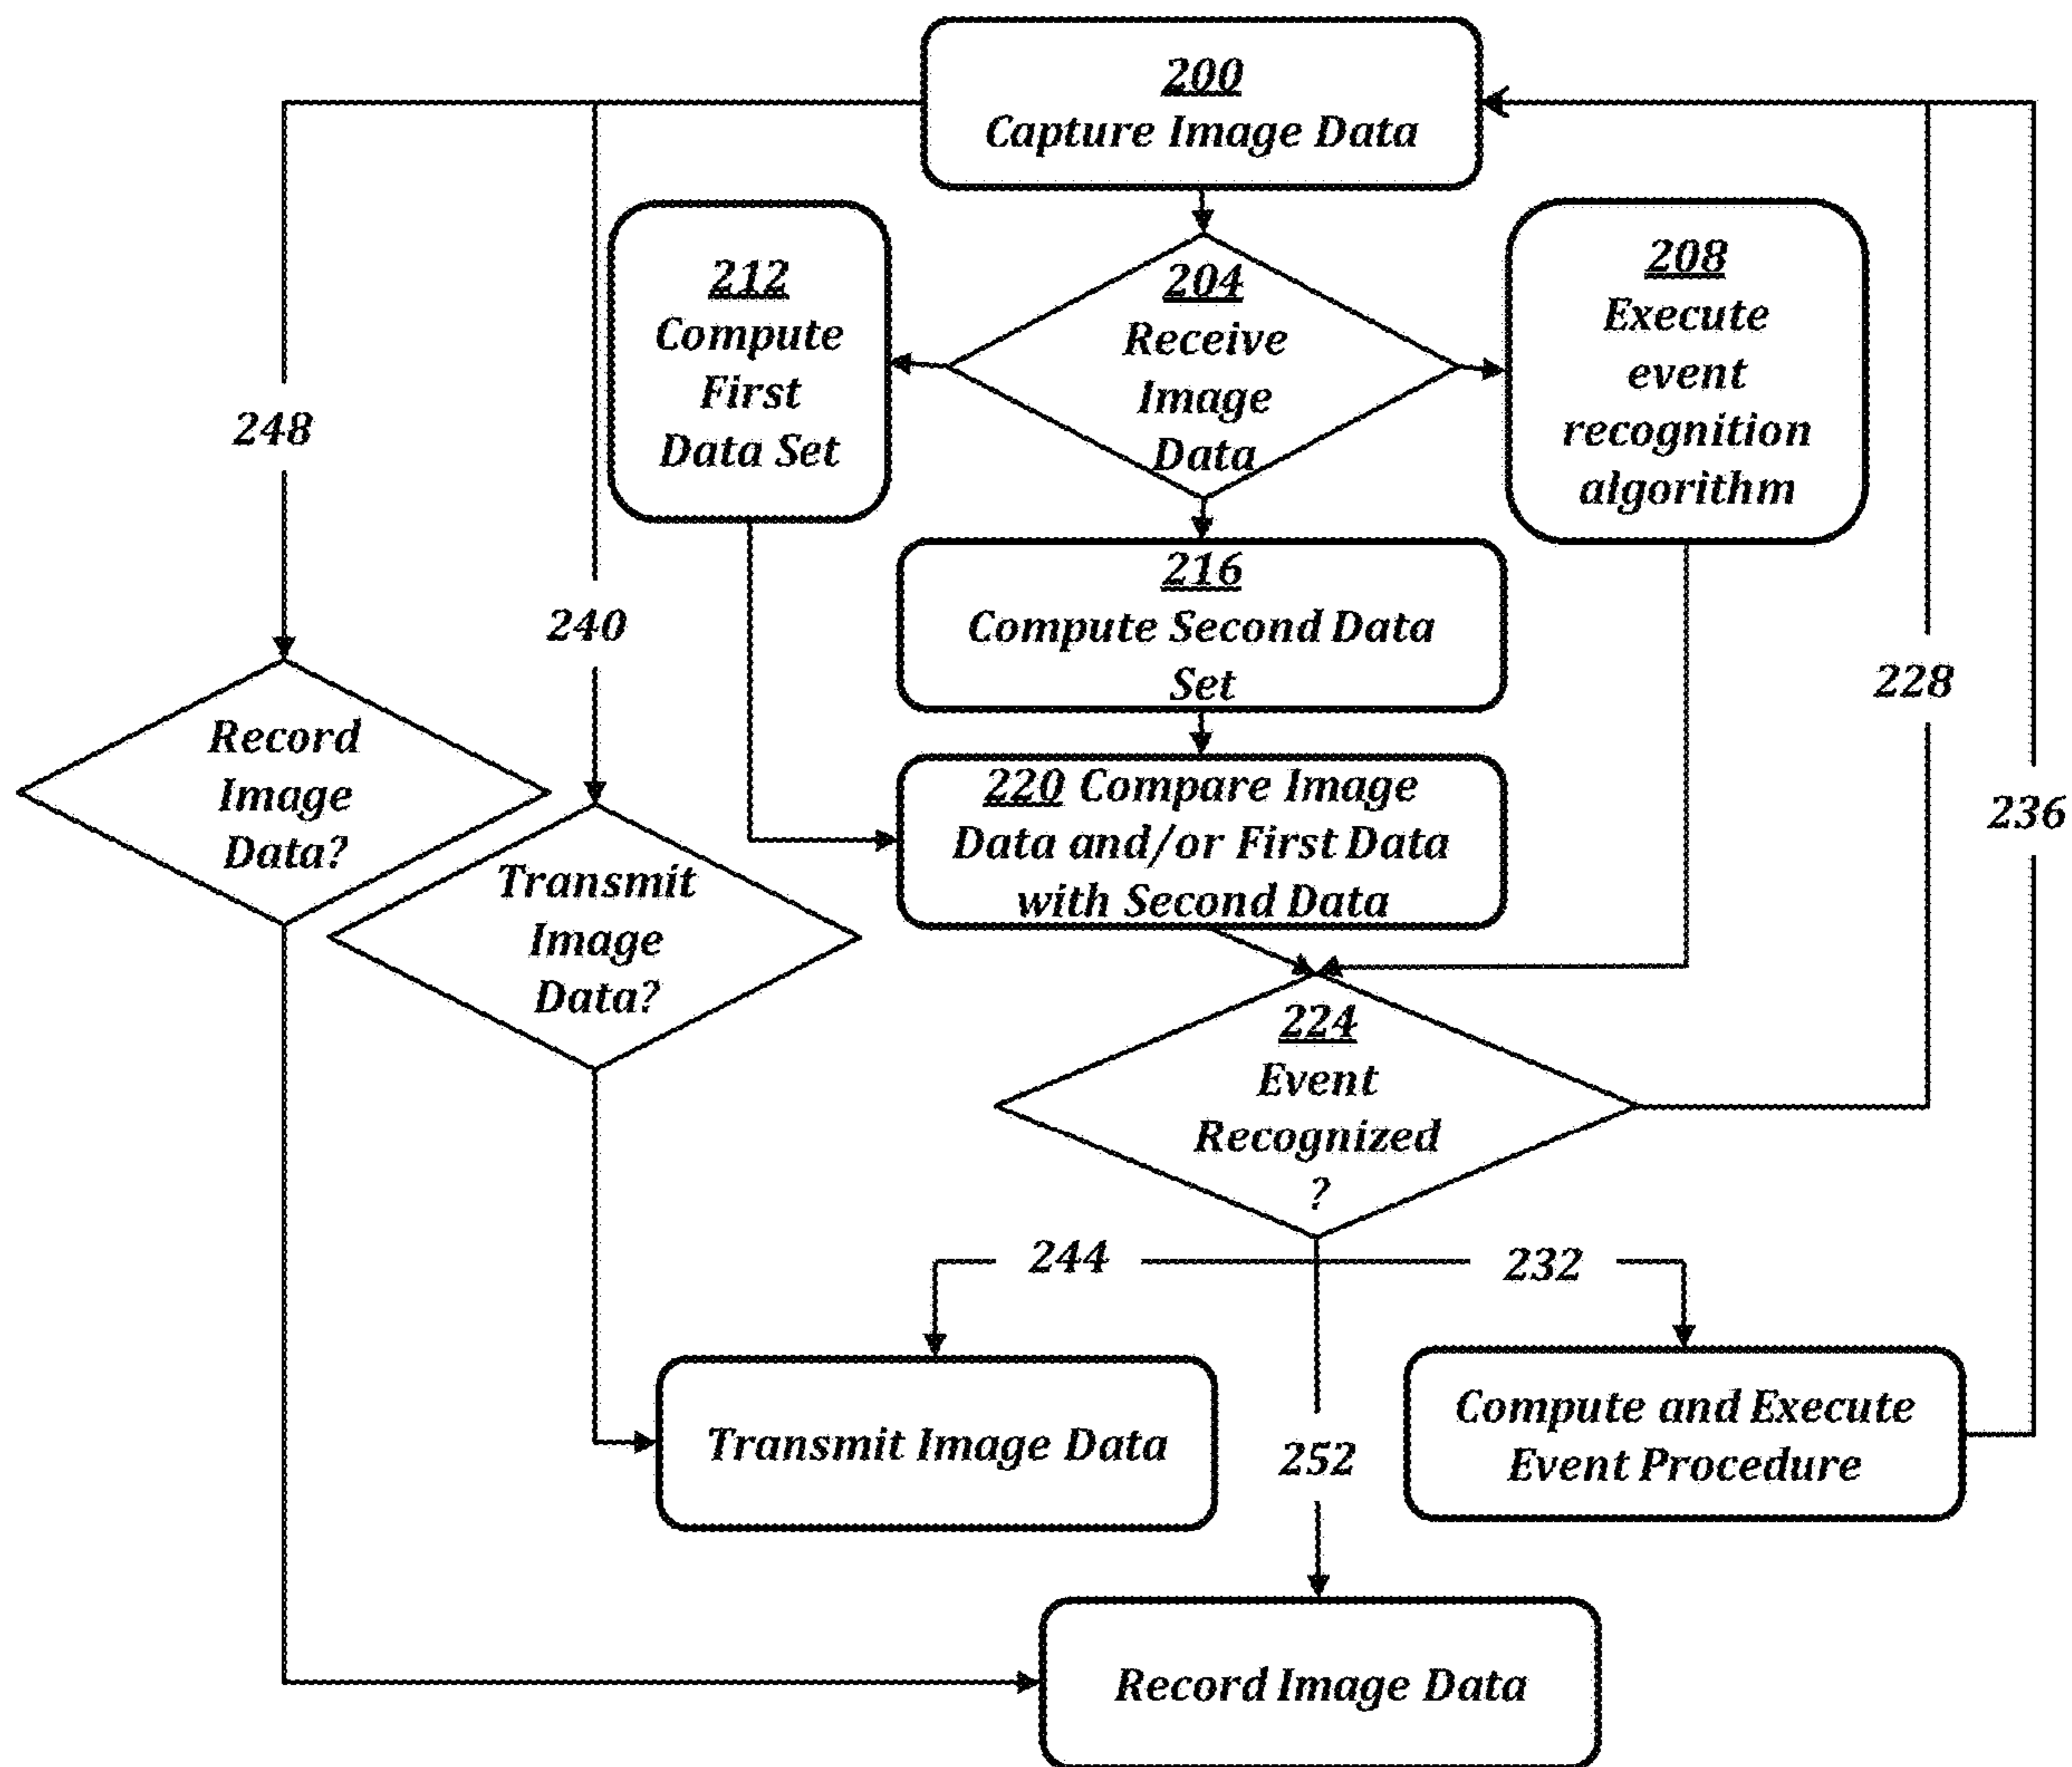 200
Capture Image Data
212
Compute
First
Data Set
204
Receive
Image
Data
208
Execute
event
recognition
algorithm
248
240
216
Compute Second Data
Set
228
236
Record
Image
Data?
220 Compare Image
Data and/or First Data
with Second Data
Transmit
Image
Data?
224
Event
Recognized
?
244
232
Transmit Image Data
252
Compute and Execute
Event Procedure
Record Image Data